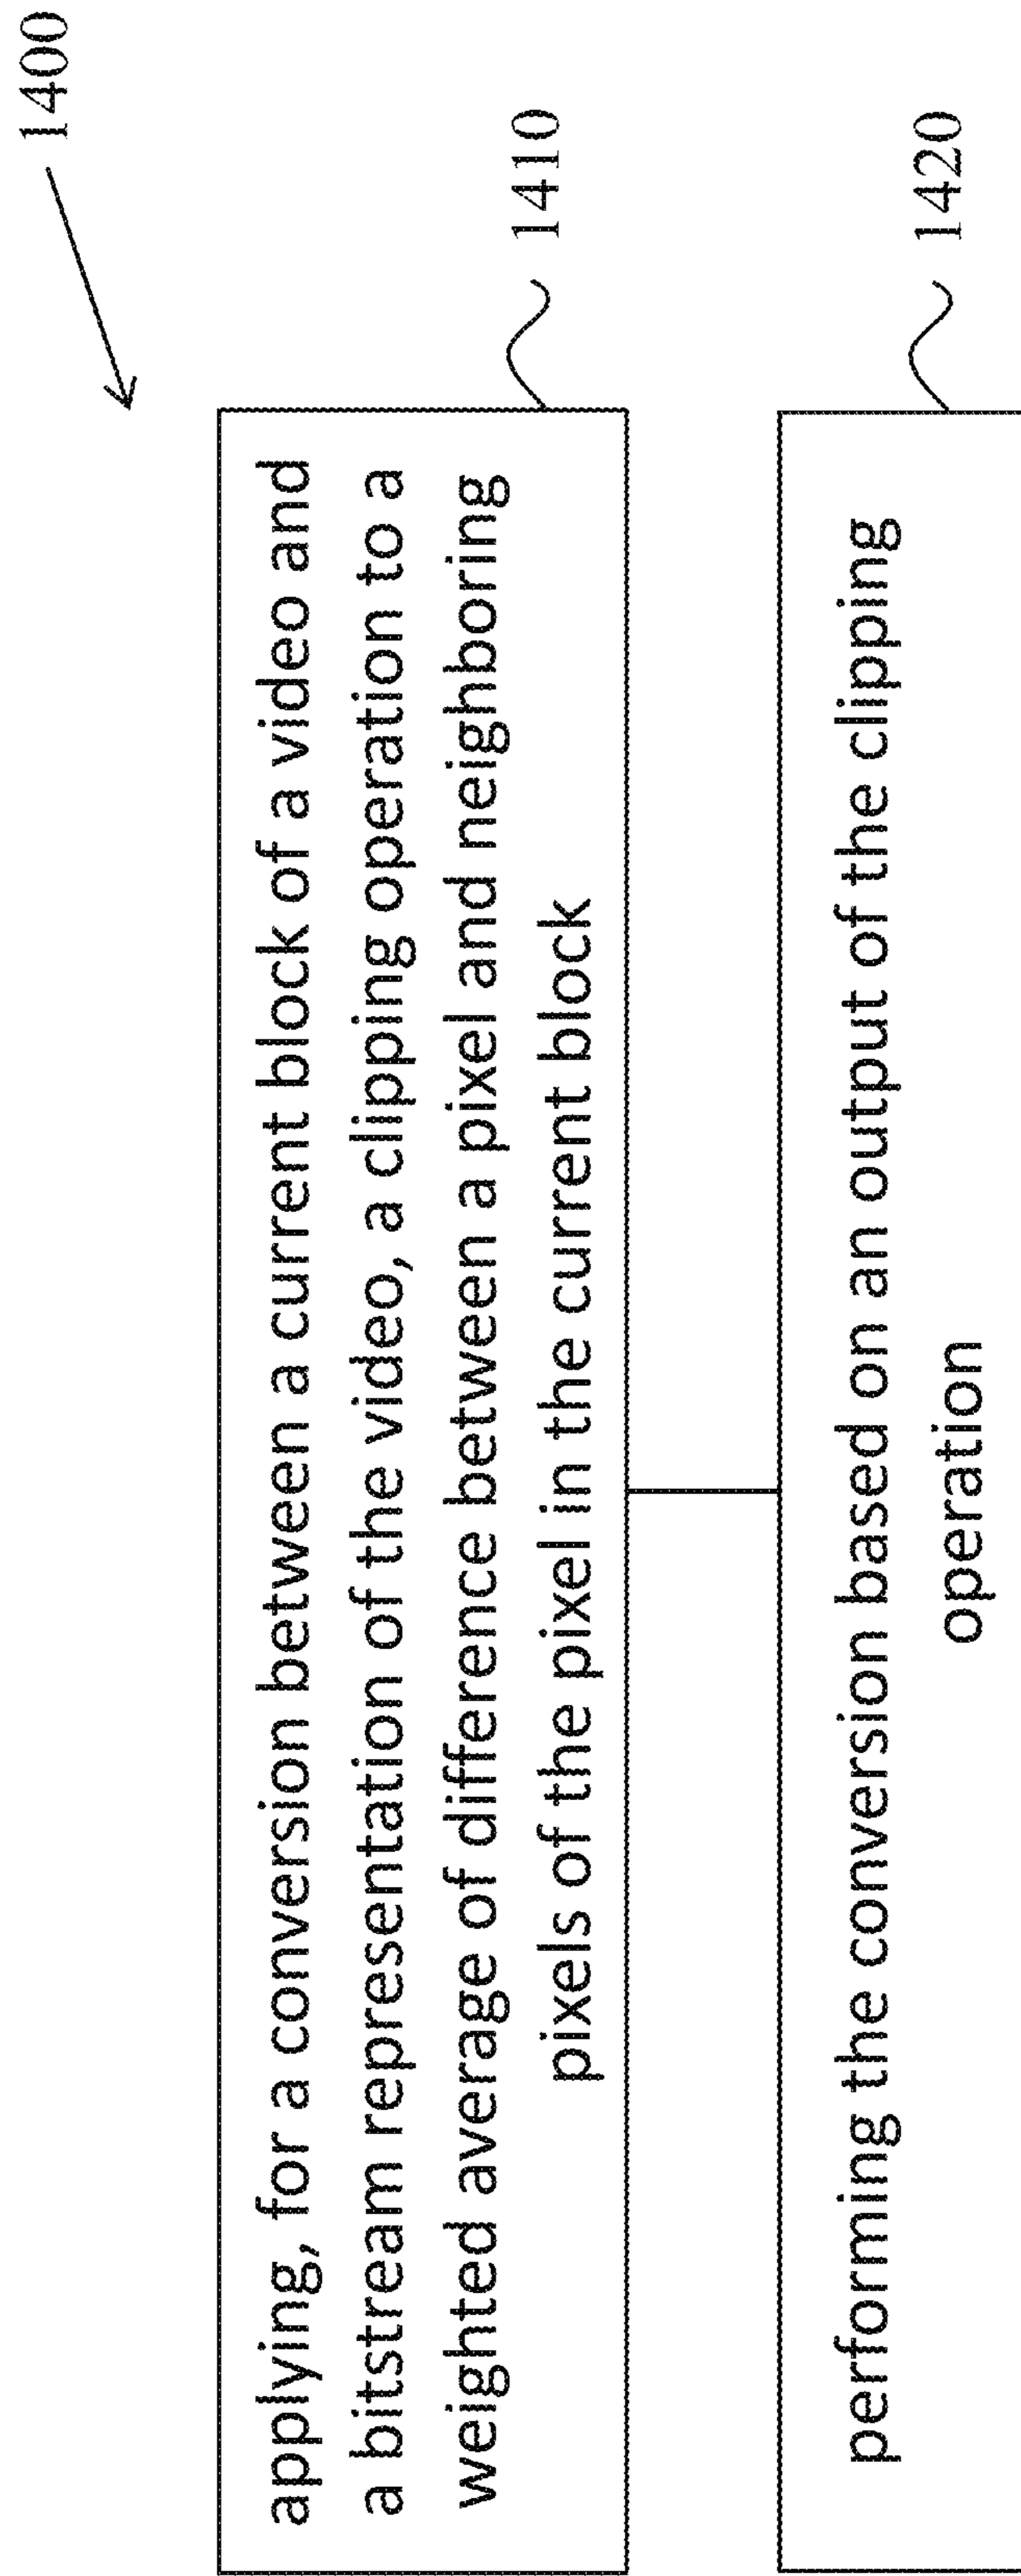 1400
applying, for a conversion between a current block of a video and
a bitstream representation of the video, a clipping operation to a
weighted average of difference between a pixel and neighboring
pixels of the pixel in the current block
1410
performing the conversion based on an output of the clipping
operation
1420